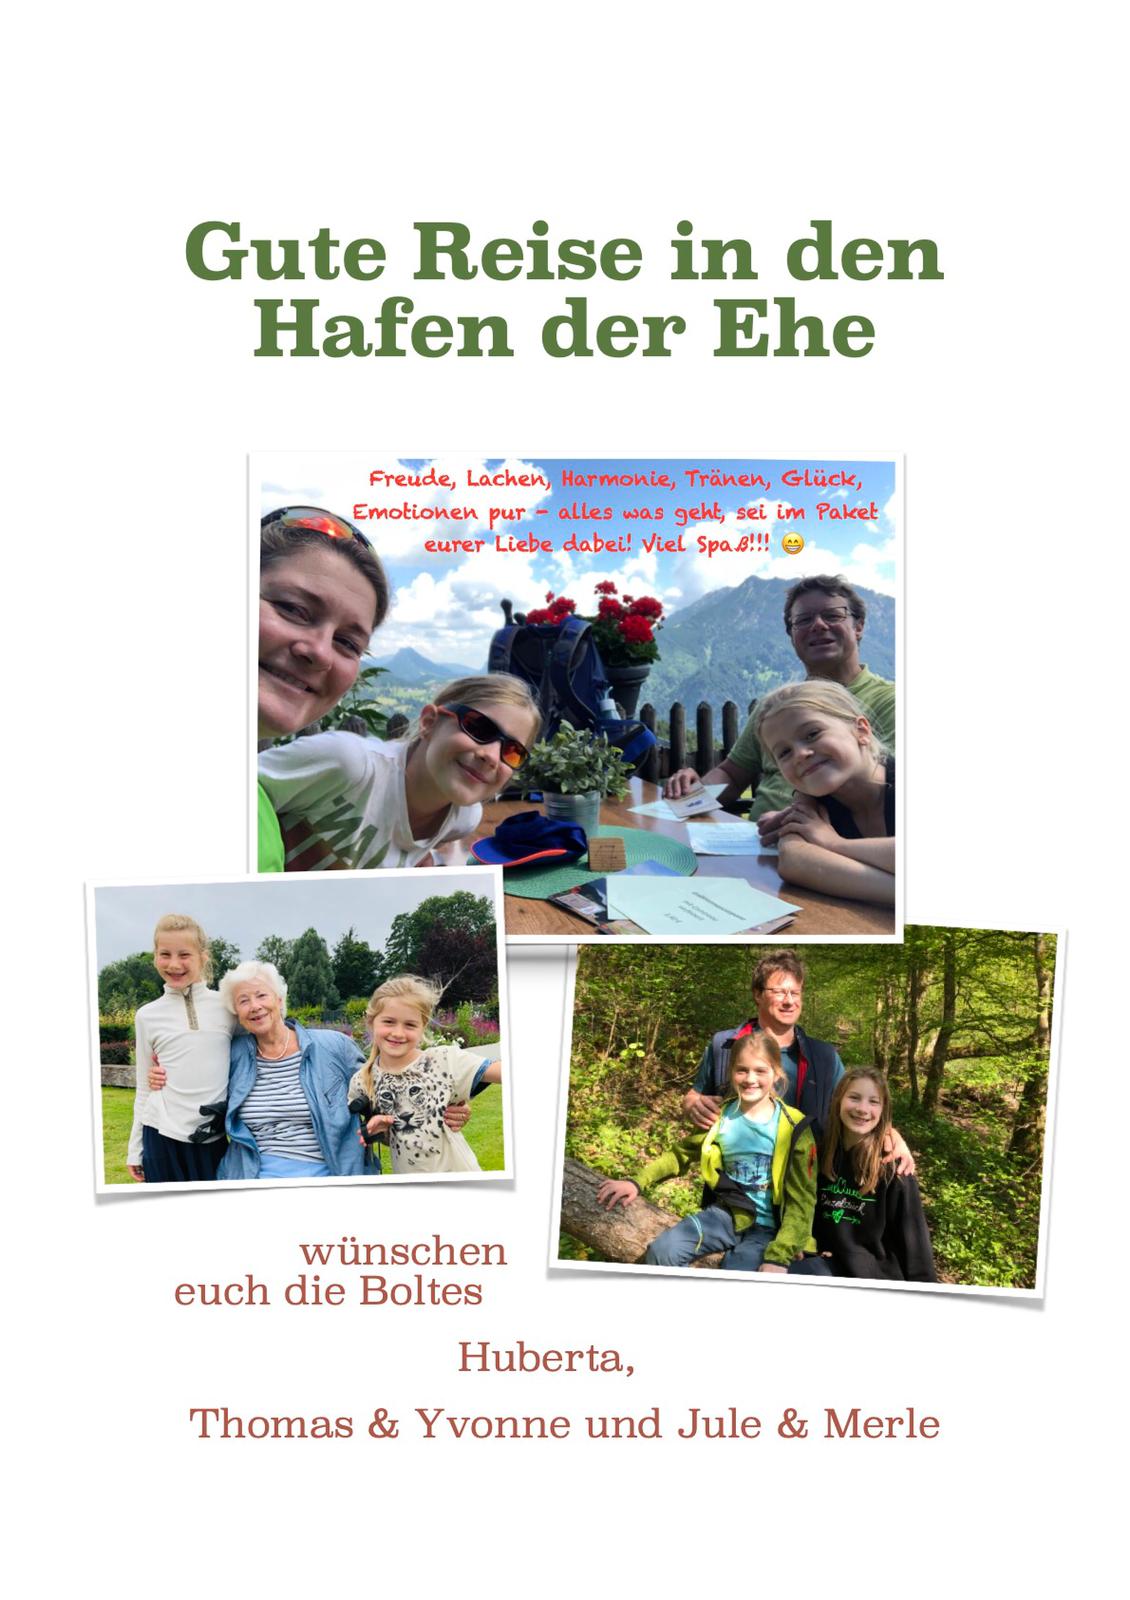 Gute Reise in den
Hafen der Ehe
Freude, Lachen, Harmonie, Tränen, Glück,
Emotionen pur - alles was geht, sei im Paket
eurer Liebe dabei! Viel Spaß!!! 😁
wünschen
euch die Boltes
Huberta,
Thomas & Yvonne und Jule & Merle